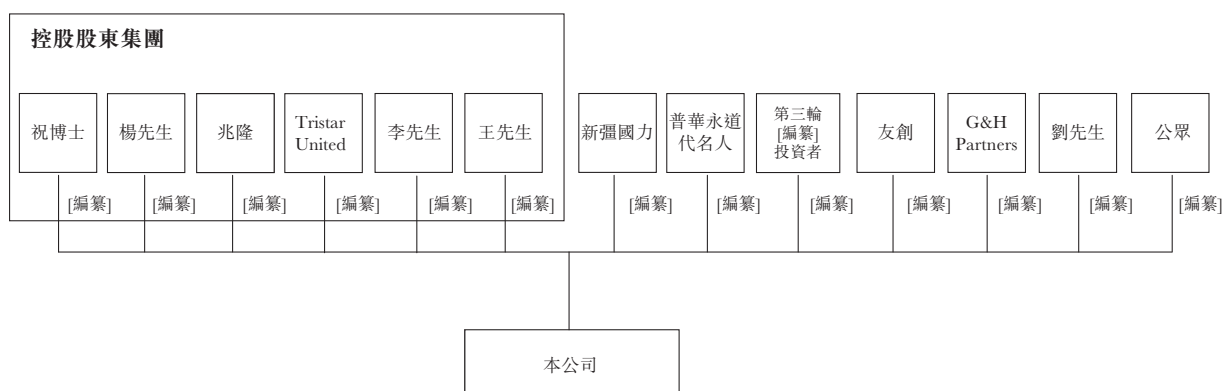 控股股東集團
祝博士
楊先生
兆隆
Tristar
United
李先生
王先生
新疆國力
普華永道
代名人
第三輪
[編纂]
投資者
友創
G&H
Partners
劉先生
公眾
[編纂]
[編纂]
[編纂]
[編纂]
[編纂]
[編纂]
[編纂]
[編纂]
[編纂]
[編纂]
[編纂]
[編纂]
[編纂]
本公司